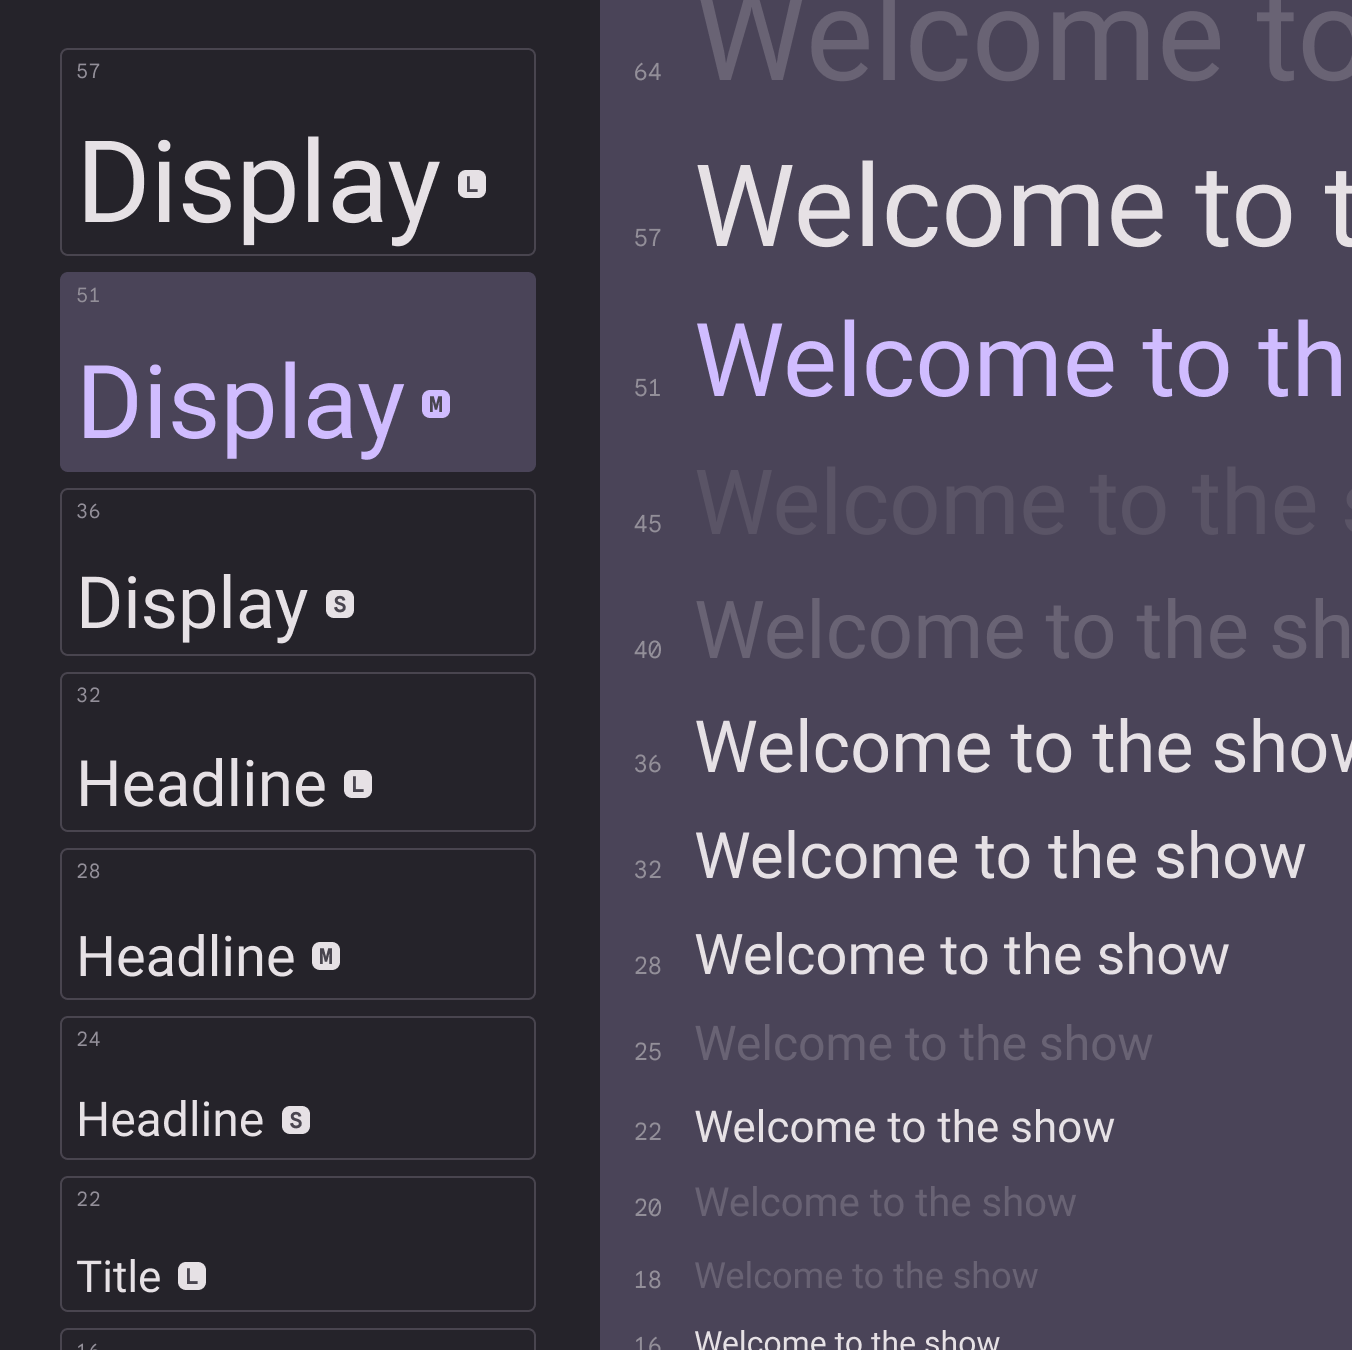 57
Display L
51
Display M
36
Display S
32
Headline L
28
Headline M
24
Headline S
22
Title L
16
64 Welcome to
57 Welcome to t
51 Welcome to th
45 Welcome to the s
40 Welcome to the sh
36 Welcome to the show
32 Welcome to the show
28 Welcome to the show
25 Welcome to the show
22 Welcome to the show
20 Welcome to the show
18 Welcome to the show
16 Welcome to the show